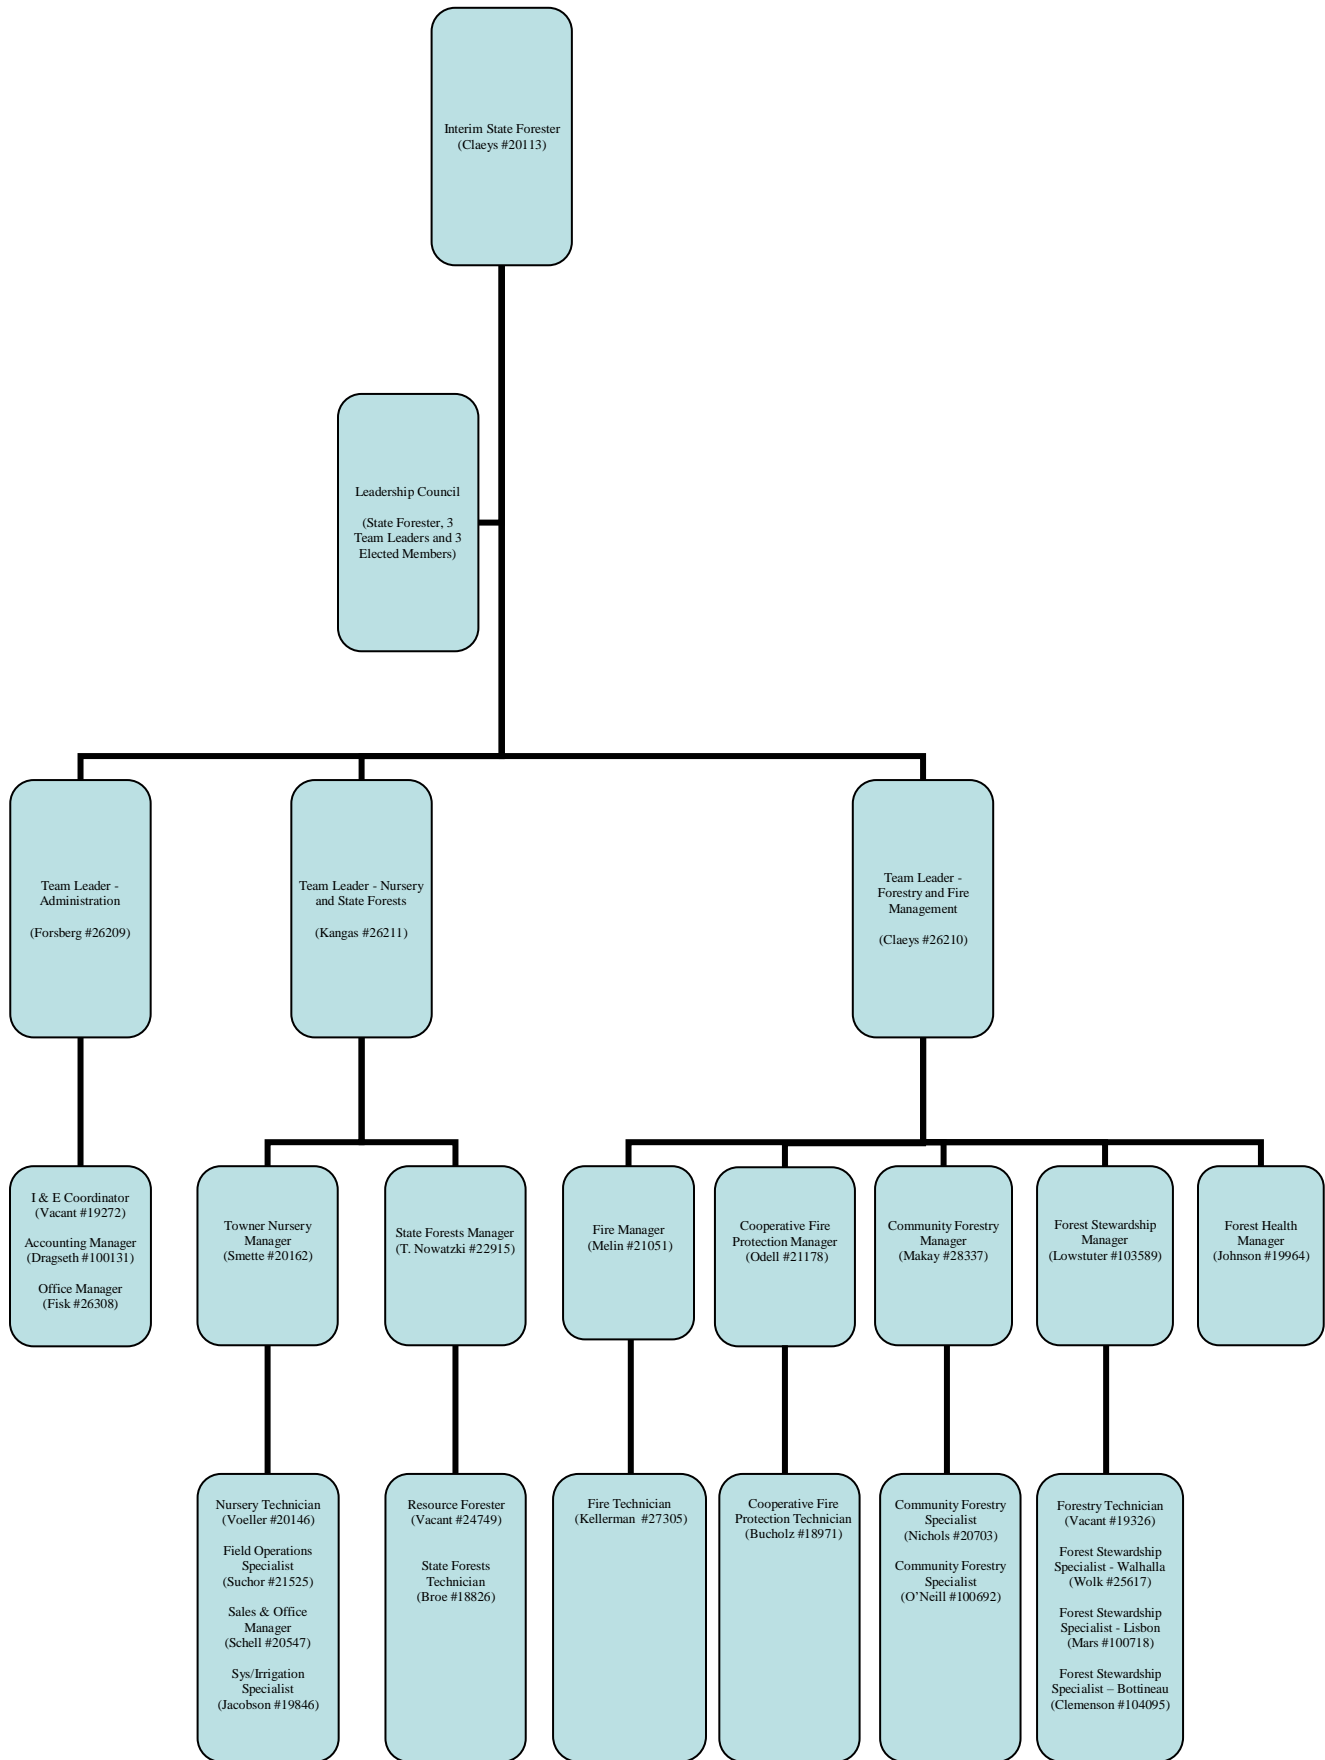 Interim State Forester
(Claeys #20113)
Leadership Council
(State Forester, 3
Team Leaders and 3
Elected Members)
Team Leader -
Administration
(Forsberg #26209)
Team Leader - Nursery
and State Forests
(Kangas #26211)
Team Leader -
Forestry and Fire
Management
(Claeys #26210)
I & E Coordinator
(Vacant #19272)
Accounting Manager
(Dragseth #100131)
Office Manager
(Fisk #26308)
Towner Nursery
Manager
(Smette #20162)
State Forests Manager
(T. Nowatzki #22915)
Fire Manager
(Melin #21051)
Cooperative Fire
Protection Manager
(Odell #21178)
Community Forestry
Manager
(Makay #28337)
Forest Stewardship
Manager
(Lowstuter #103589)
Forest Health
Manager
(Johnson #19964)
Nursery Technician
(Voeller #20146)
Field Operations
Specialist
(Suchor #21525)
Sales & Office
Manager
(Schell #20547)
Sys/Irrigation
Specialist
(Jacobson #19846)
Resource Forester
(Vacant #24749)
State Forests
Technician
(Broe #18826)
Fire Technician
(Kellerman  #27305)
Cooperative Fire
Protection Technician
(Bucholz #18971)
Community Forestry
Specialist
(Nichols #20703)
Community Forestry
Specialist
(O’Neill #100692)
Forestry Technician
(Vacant #19326)
Forest Stewardship
Specialist - Walhalla
(Wolk #25617)
Forest Stewardship
Specialist - Lisbon
(Mars #100718)
Forest Stewardship
Specialist – Bottineau
(Clemenson #104095)